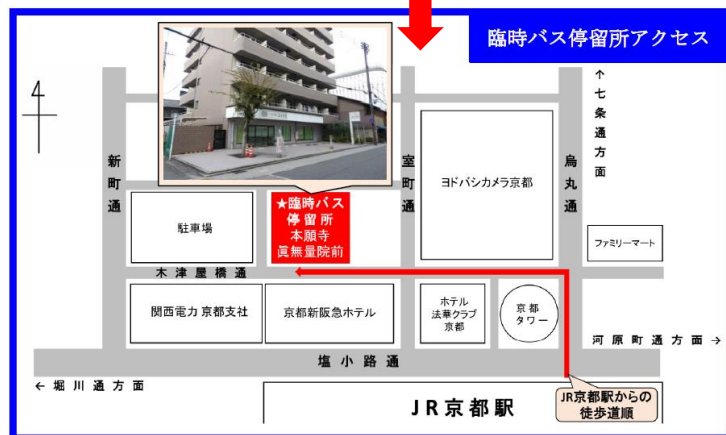 臨時バス停留所アクセス
↑七条通方面
4
新町通
室町通
烏丸通
ヨドバシカメラ京都
駐車場
★臨時バス
停留所
本願寺
眞無量院前
ファミリーマート
木津屋橋通
関西電力 京都支社
京都新阪急ホテル
ホテル
法華クラブ
京都
京都
タワー
河原町通方面→
塩小路通
←堀川通方面
JR京都駅
JR京都駅からの
徒歩道順